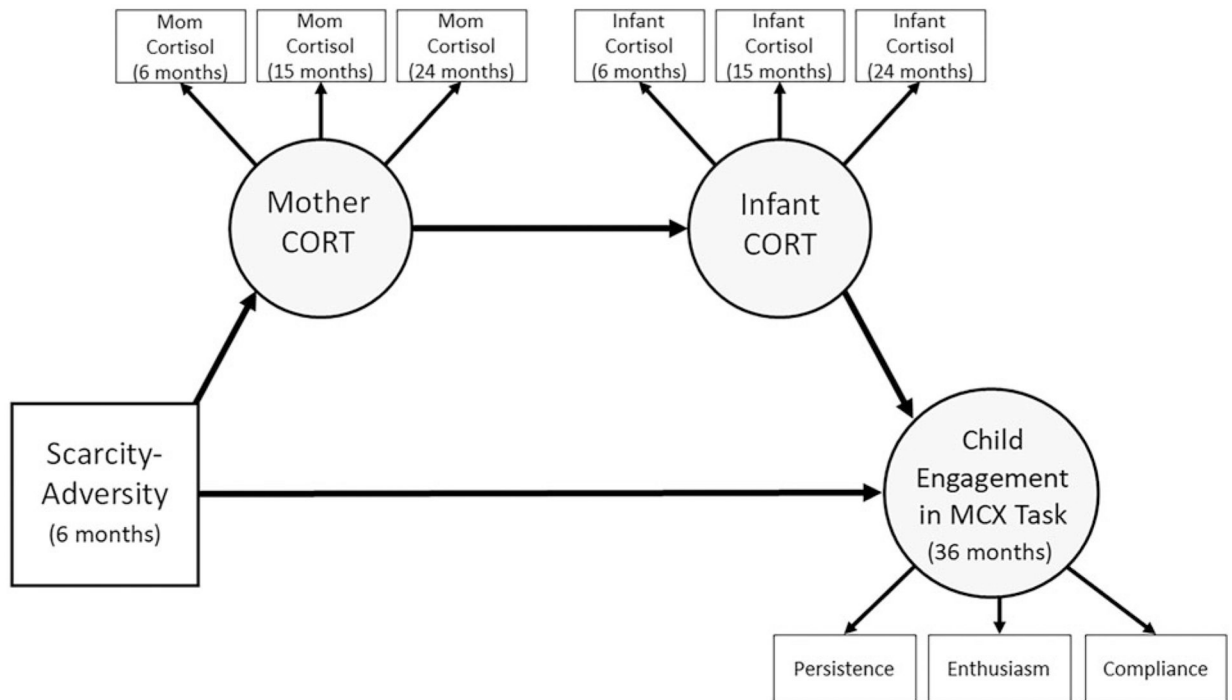 Mom
Cortisol
(6 months)
Mom
Cortisol
(15 months)
Mom
Cortisol
(24 months)
Infant
Cortisol
(6 months)
Infant
Cortisol
(15 months)
Infant
Cortisol
(24 months)
Mother
CORT
Infant
CORT
Scarcity-
Adversity
(6 months)
Child
Engagement
in MCX Task
(36 months)
Persistence
Enthusiasm
Compliance